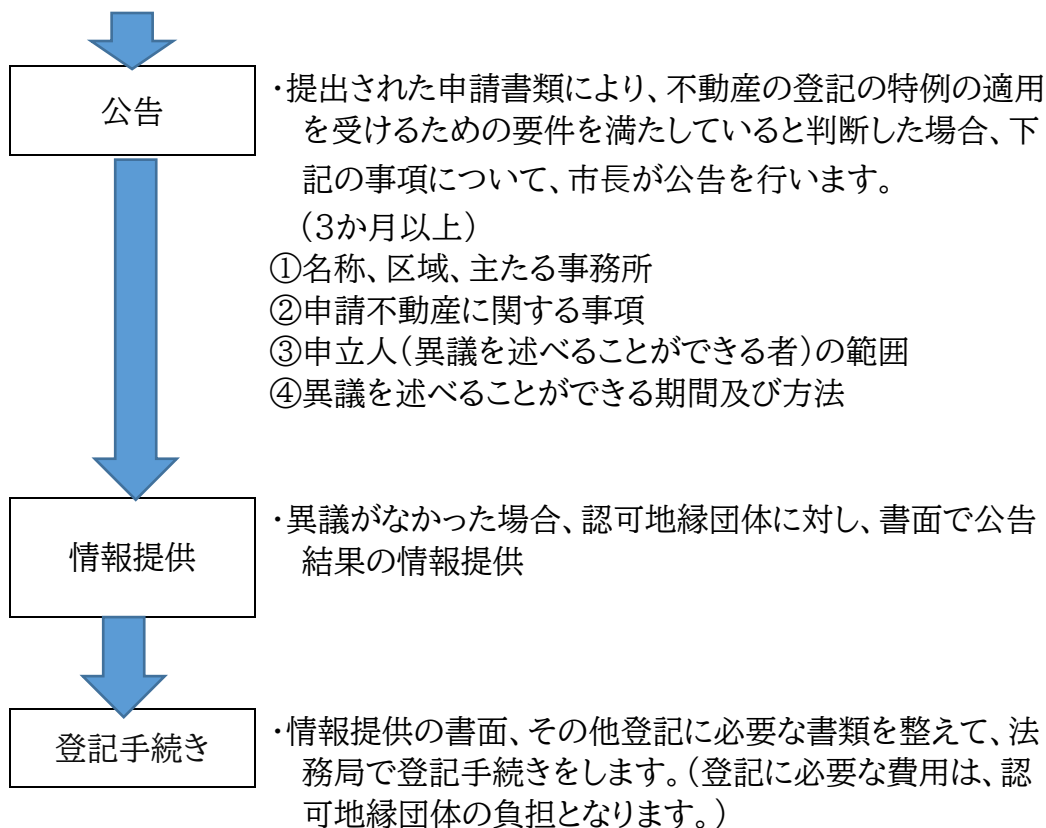 公告
・提出された申請書類により、不動産の登記の特例の適用
を受けるための要件を満たしていると判断した場合、下
記の事項について、市長が公告を行います。
（3か月以上）
①名称、区域、主たる事務所
②申請不動産に関する事項
③申立人（異議を述べることができる者）の範囲
④異議を述べることができる期間及び方法
情報提供
・異議がなかった場合、認可地縁団体に対し、書面で公告
結果の情報提供
登記手続き
・情報提供の書面、その他登記に必要な書類を整えて、法
務局で登記手続きをします。（登記に必要な費用は、認
可地縁団体の負担となります。）